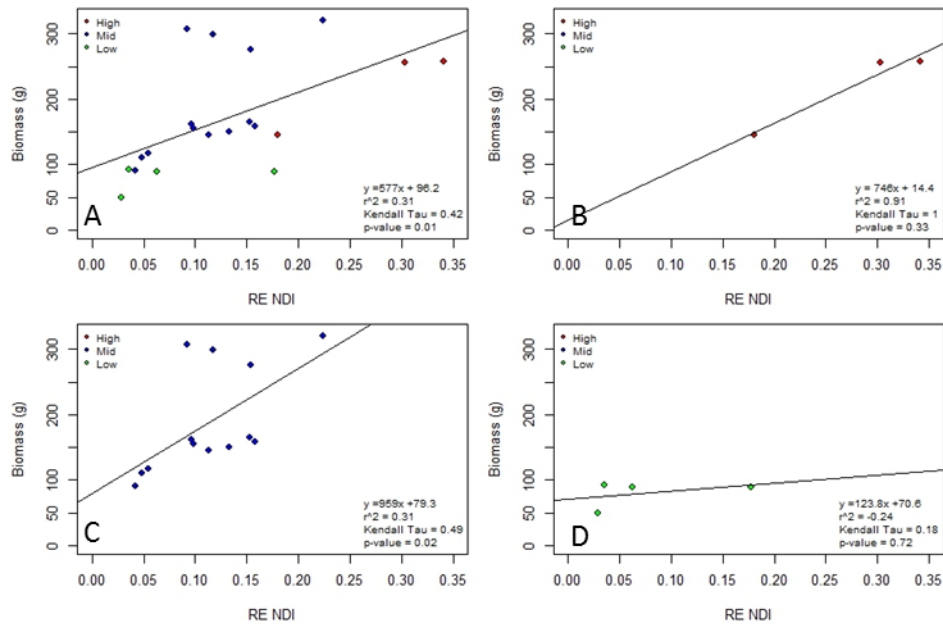 High
Mid
Low
Biomass (g)
300
200
100
50
0
y =577x + 96.2
r^2 = 0.31
Kendall Tau = 0.42
p-value = 0.01
A
0.00 0.05 0.10 0.15 0.20 0.25 0.30 0.35
RE NDI
High
Mid
Low
Biomass (g)
300
200
100
50
0
y = 746x + 14.4
r^2 = 0.91
Kendall Tau = 1
p-value = 0.33
B
0.00 0.05 0.10 0.15 0.20 0.25 0.30 0.35
RE NDI
High
Mid
Low
Biomass (g)
300
200
100
50
0
y =959x +79.3
r^2 = 0.31
Kendall Tau = 0.49
p-value = 0.02
C
0.00 0.05 0.10 0.15 0.20 0.25 0.30 0.35
RE NDI
High
Mid
Low
Biomass (g)
300
200
100
50
0
y =123.8x +70.6
r^2 = -0.24
Kendall Tau = 0.18
p-value = 0.72
D
0.00 0.05 0.10 0.15 0.20 0.25 0.30 0.35
RE NDI